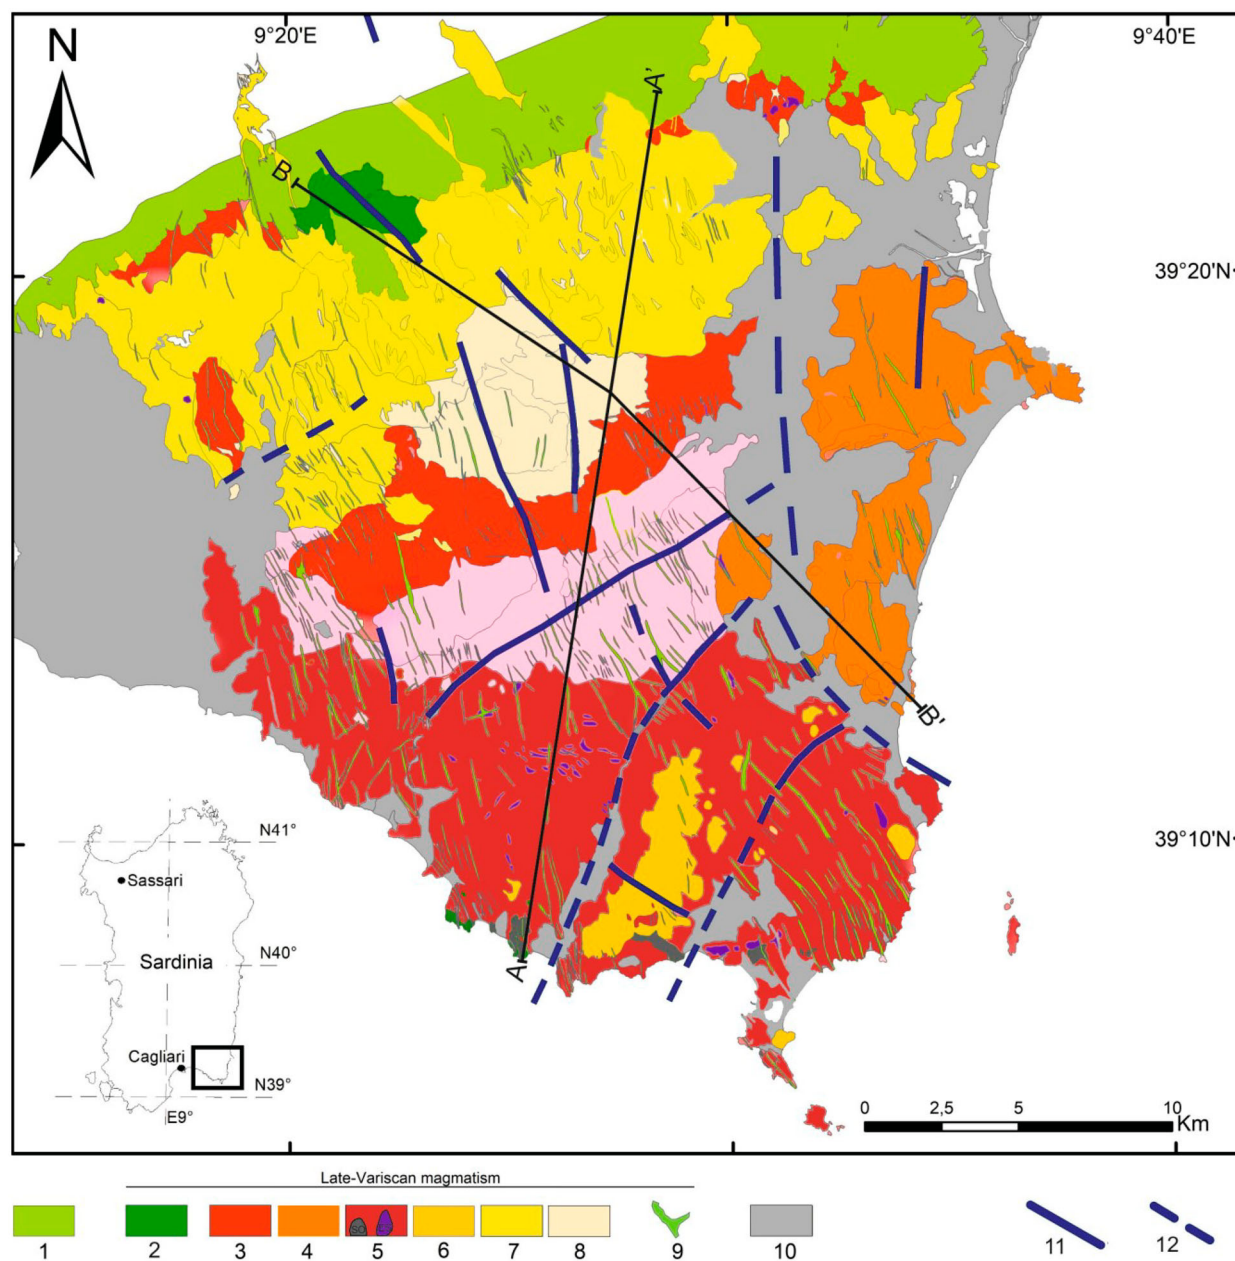 N
9°20'E
9°40'E
A'
B
39°20'N
B'
39°10'N
A
N41°
Sassari
Sardinia
N40°
Cagliari
N39°
E9°
0 2,5 5 10
Km
Late-Variscan magmatism
1 2 3 4 5 6 7 8 9 10 11 12